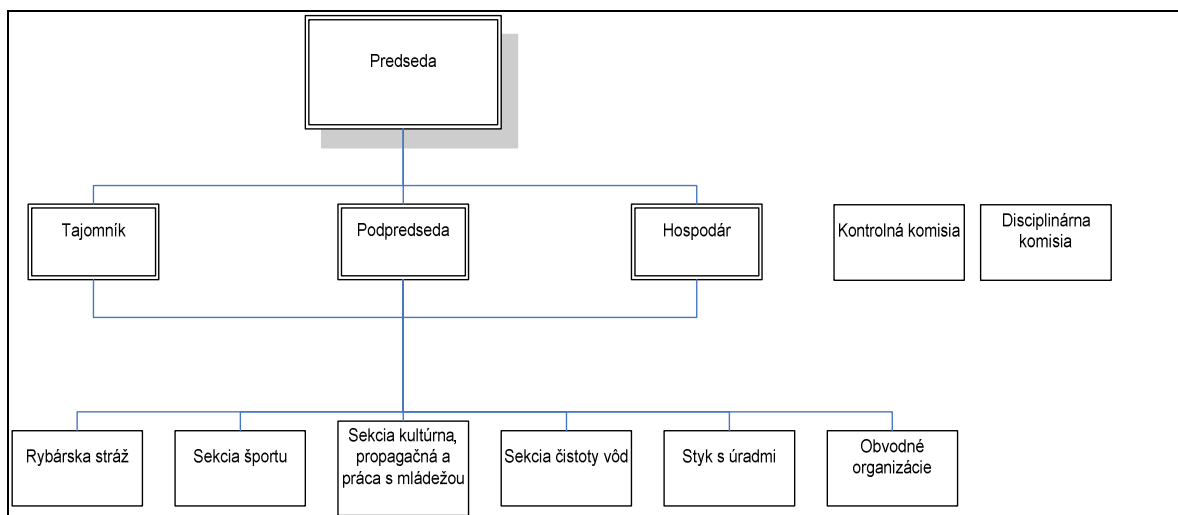 Predseda
Tajomník
Podpredseda
Hospodár
Kontrolná komisia
Disciplinárna
komisia
Rybárska stráž
Sekcia športu
Sekcia kultúrna,
propagačná a
práca s mládežou
Sekcia čistoty vôd
Styk s úradmi
Obvodné
organizácie